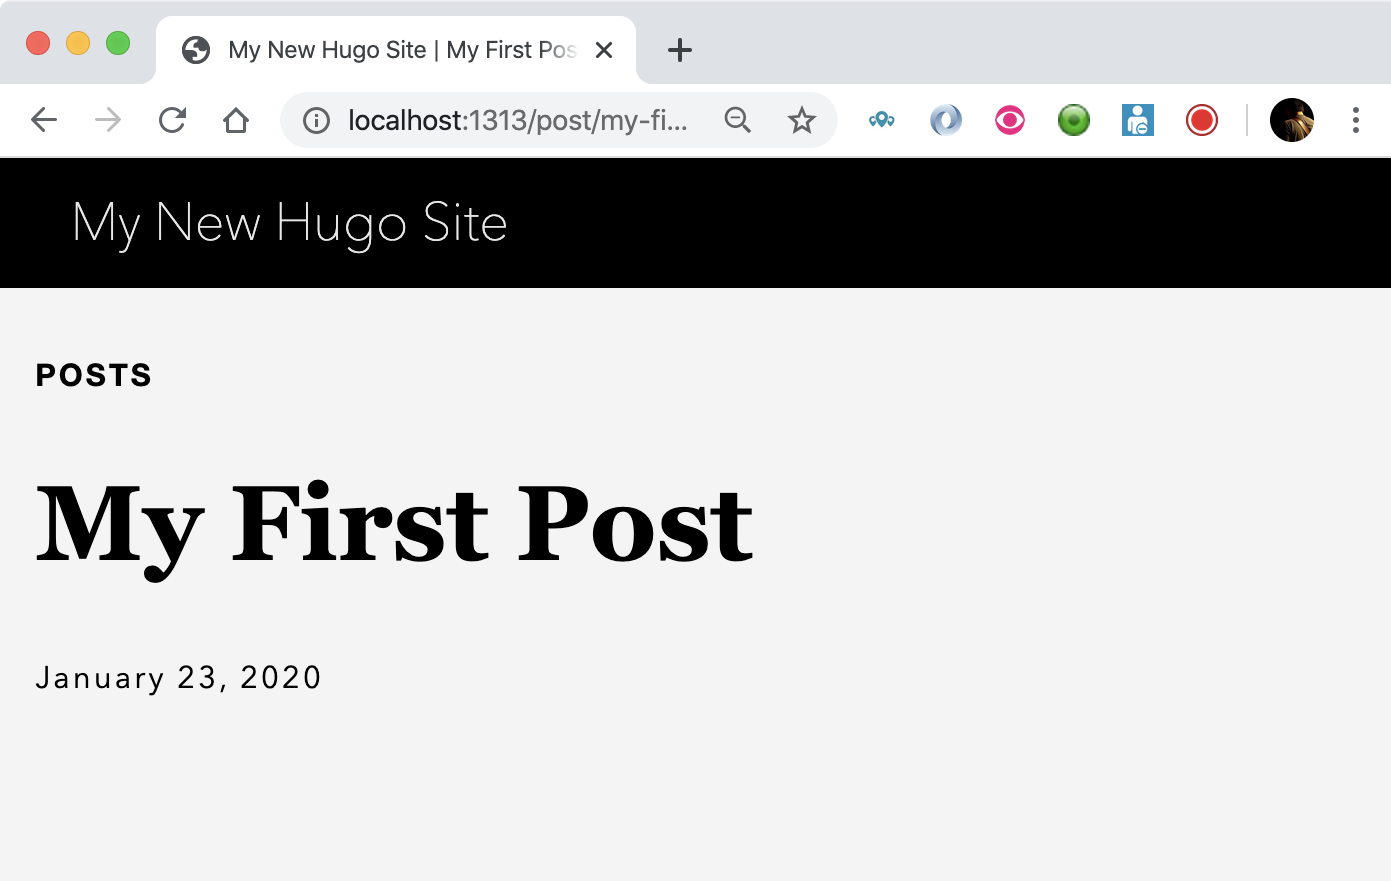 My New Hugo Site | My First Pos
localhost:1313/post/my-fi...
My New Hugo Site
POSTS
My First Post
January 23, 2020